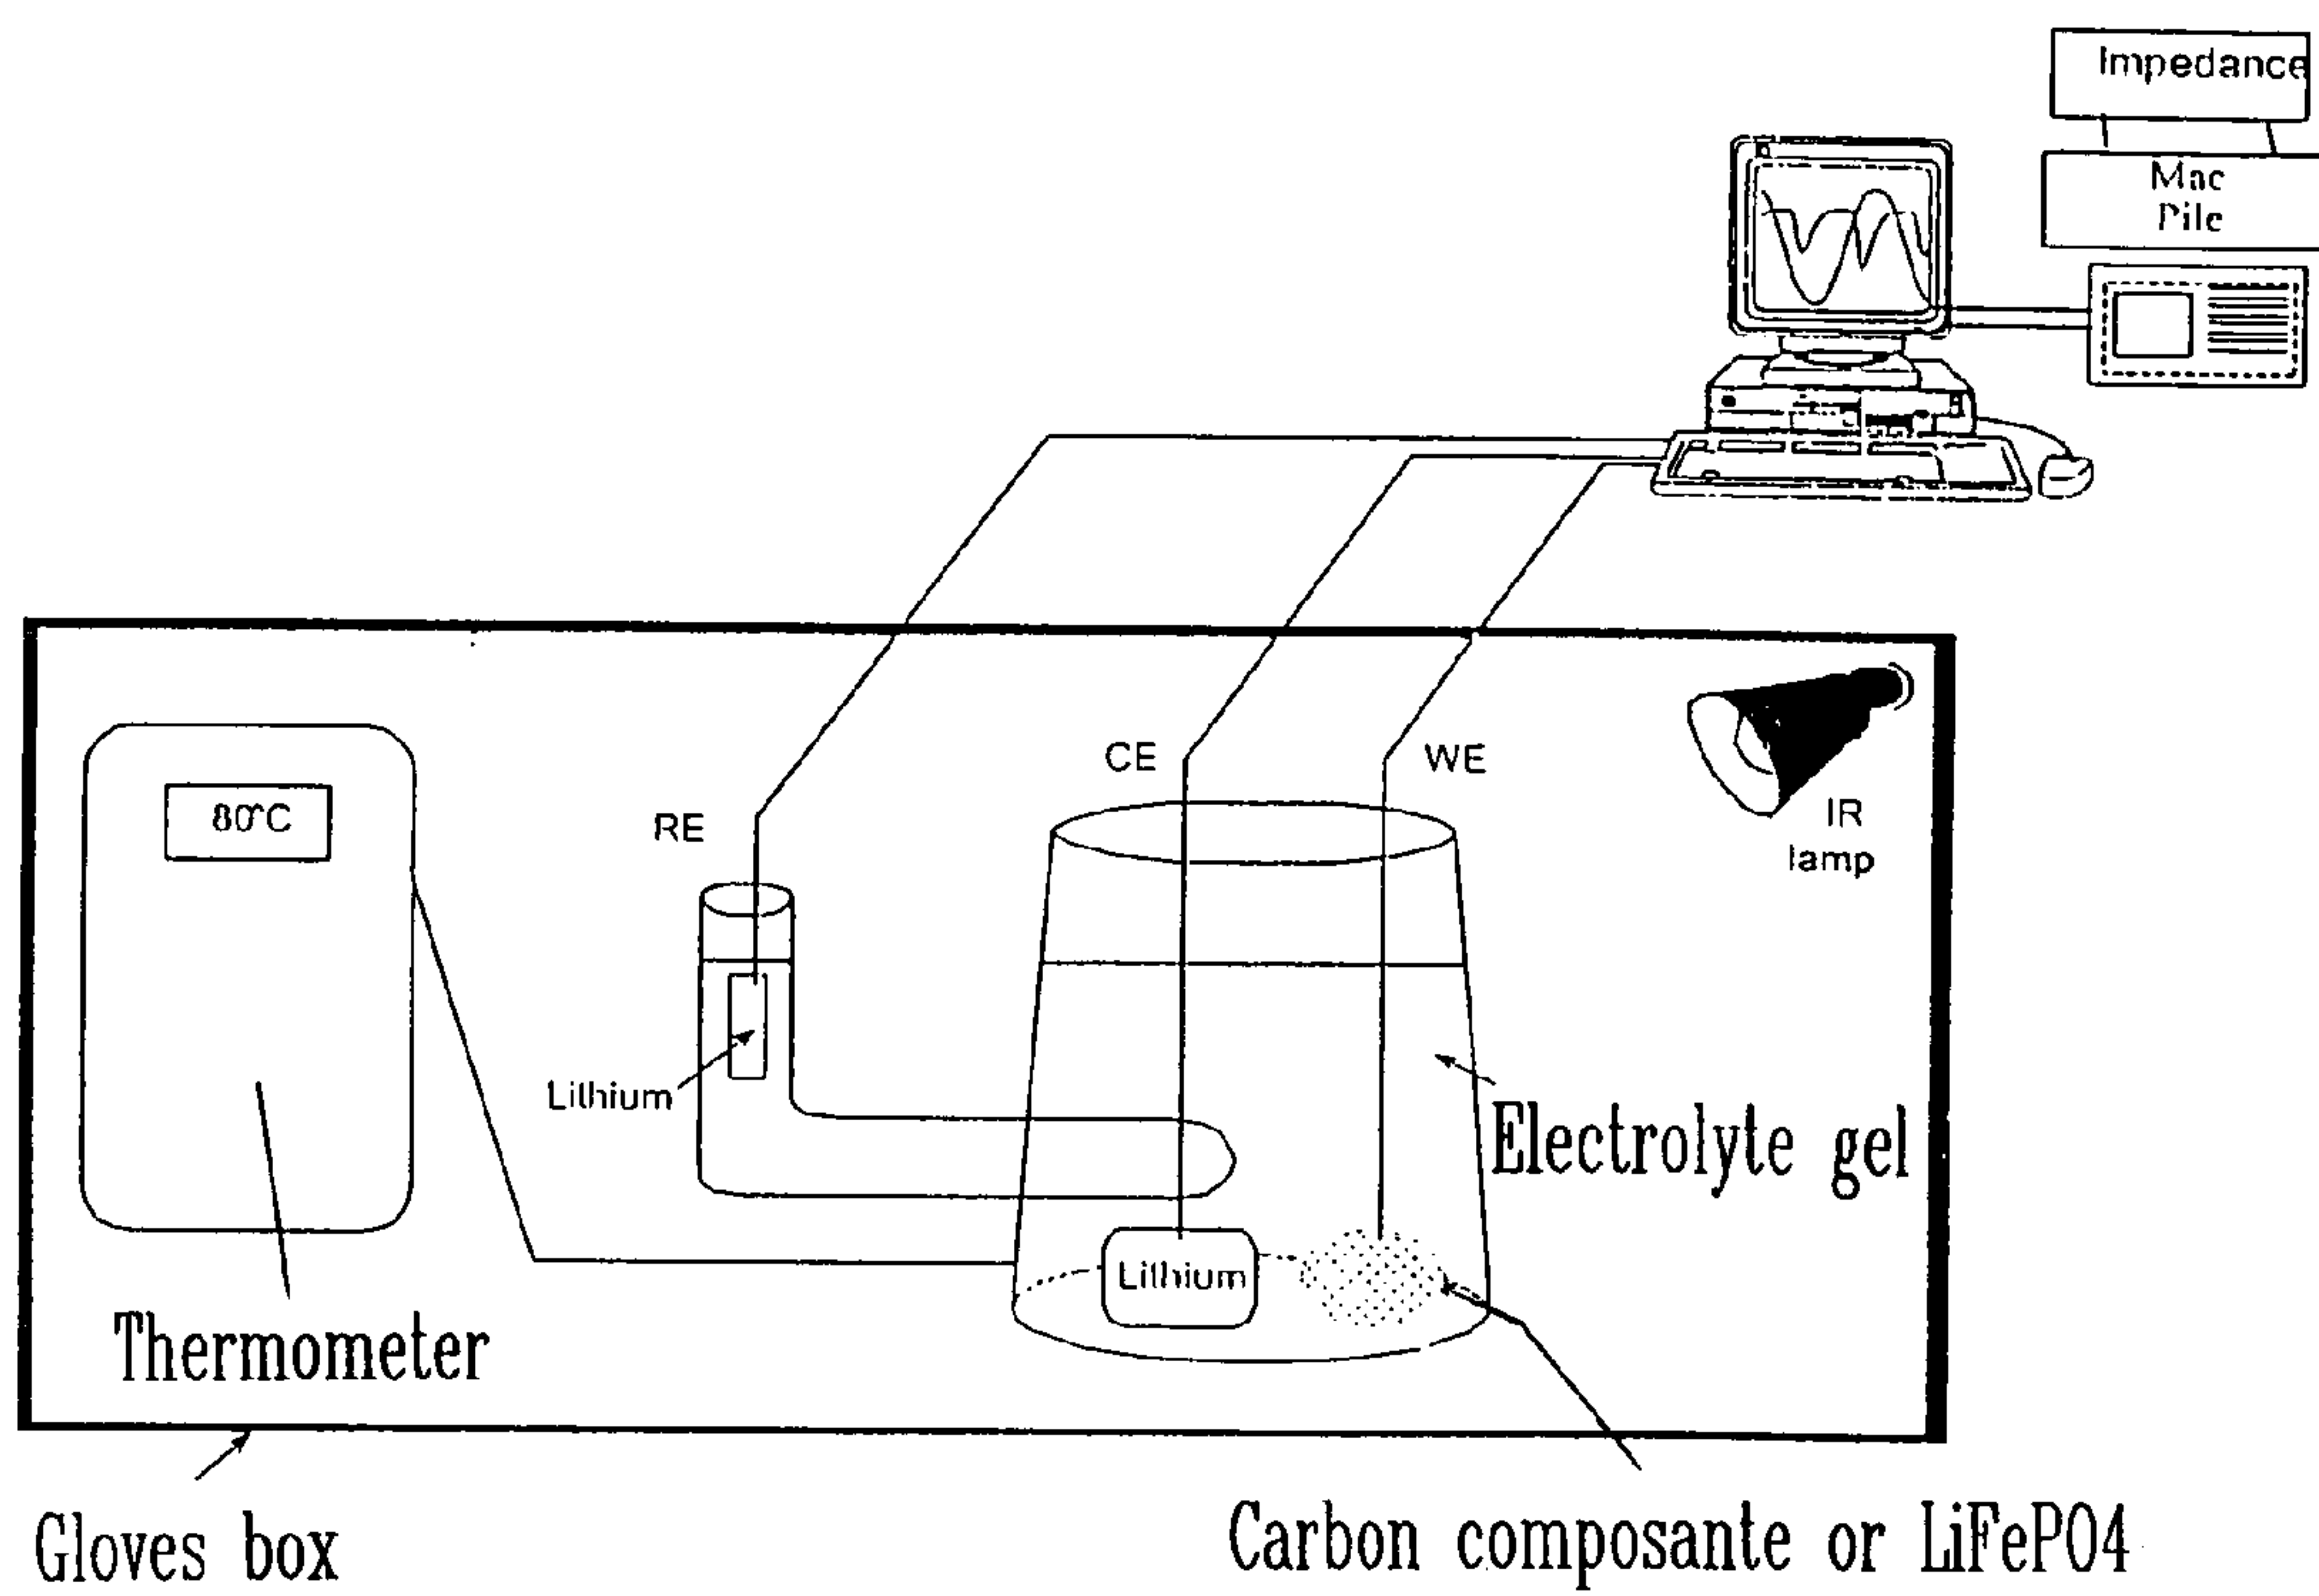 Impedance
Mac
Pile
80°C
RE
CE
WE
IR
lamp
Lithium
Electrolyte gel
Lithium
Thermometer
Gloves box
Carbon composante or LiFePO4